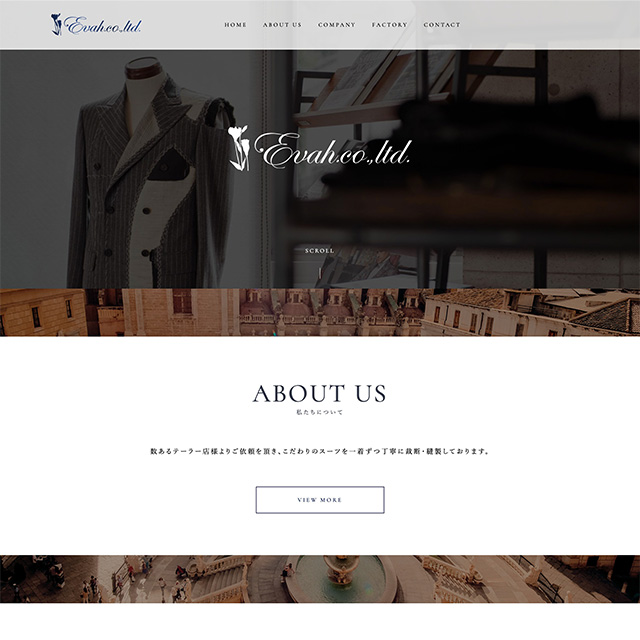 Evah.co.,ltd.
HOME ABOUT US COMPANY FACTORY CONTACT
Evah.co.,ltd.
SCROLL
ABOUT US
私たちについて
数あるテーラー店様よりご依頼を頂き、こだわりのスーツを一着ずつ丁寧に裁断・縫製しております。
VIEW MORE